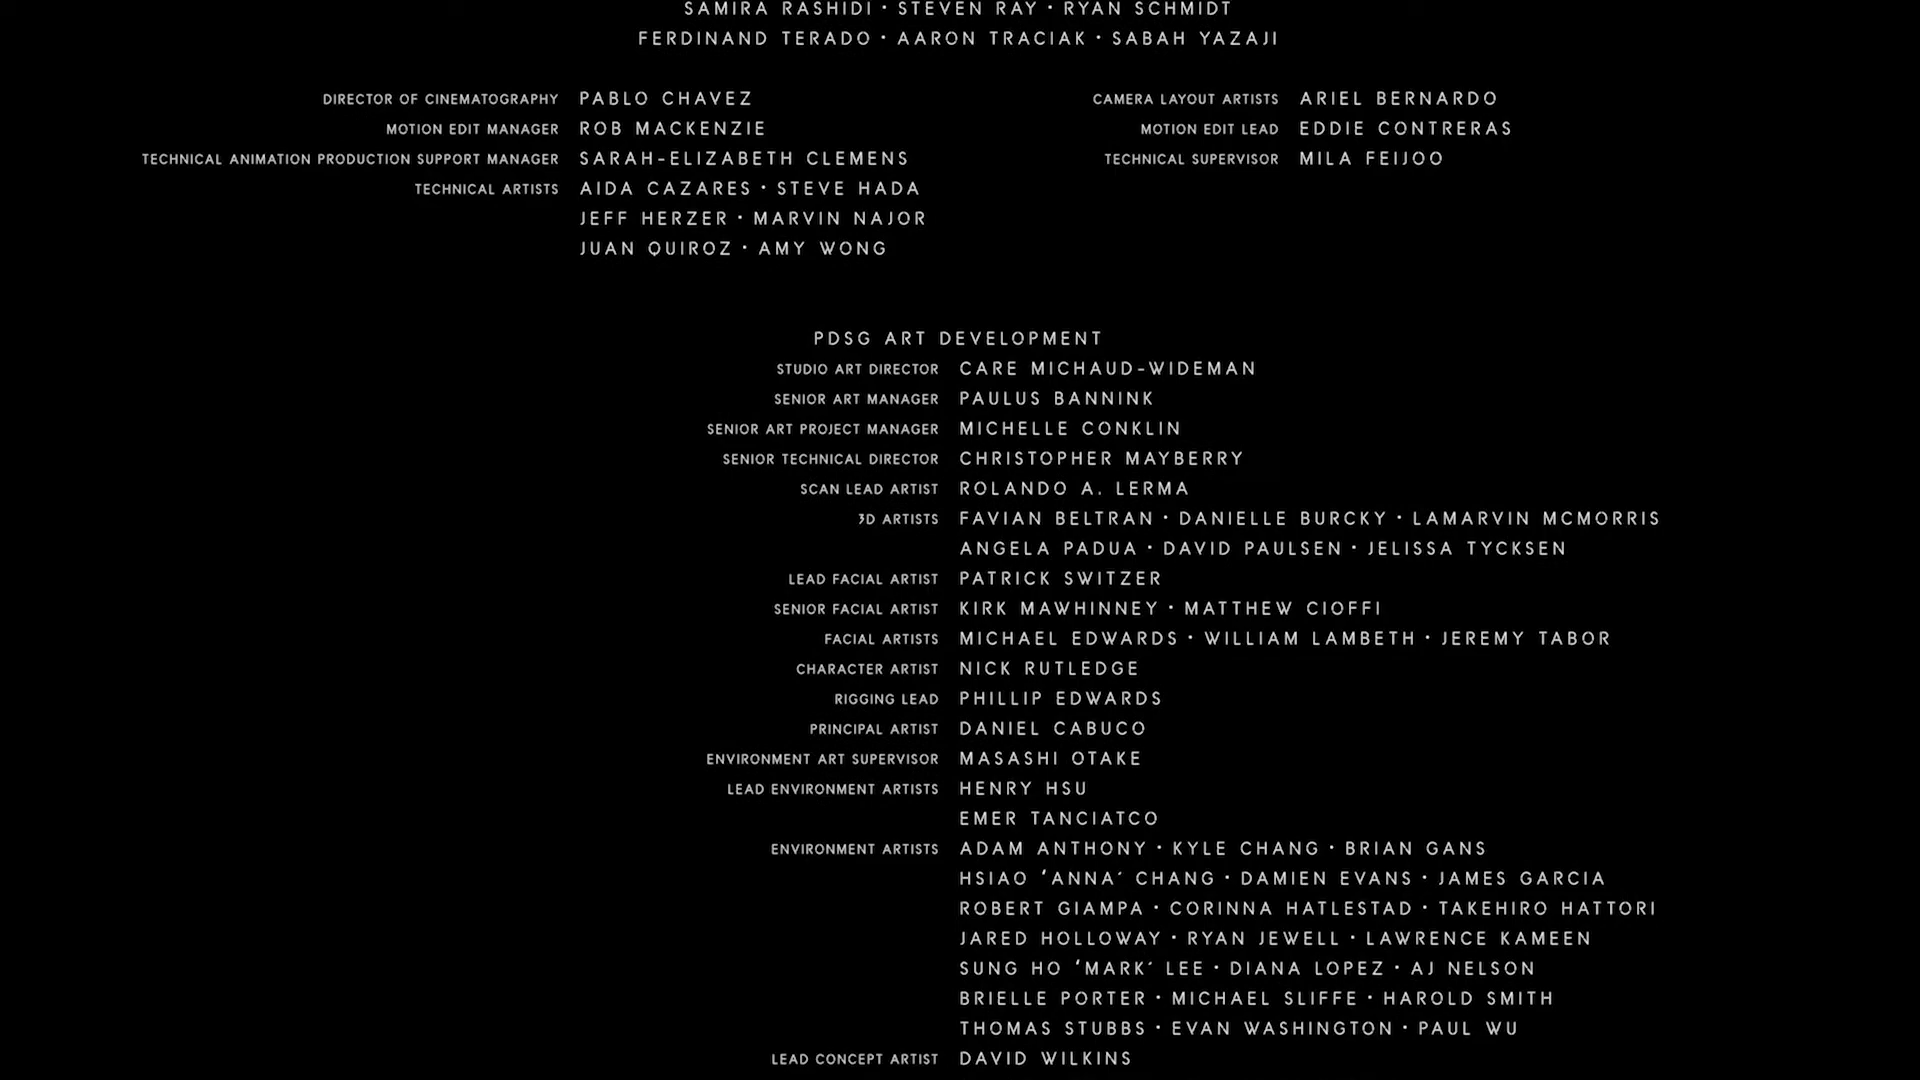 SAMIRA RASHIDI · STEVEN RAY · RYAN SCHMIDT
FERDINAND TERADO · AARON TRACIAK · SABAH YAZAJI
DIRECTOR OF CINEMATOGRAPHY PABLO CHAVEZ
MOTION EDIT MANAGER ROB MACKENZIE
TECHNICAL ANIMATION PRODUCTION SUPPORT MANAGER SARAH-ELIZABETH CLEMENS
TECHNICAL ARTISTS AIDA CAZARES · STEVE HADA
JEFF HERZER · MARVIN NAJOR
JUAN QUIROZ · AMY WONG
CAMERA LAYOUT ARTISTS ARIEL BERNARDO
MOTION EDIT LEAD EDDIE CONTRERAS
TECHNICAL SUPERVISOR MILA FEIJOO
PDSG ART DEVELOPMENT
STUDIO ART DIRECTOR CARE MICHAUD-WIDEMAN
SENIOR ART MANAGER PAULUS BANNINK
SENIOR ART PROJECT MANAGER MICHELLE CONKLIN
SENIOR TECHNICAL DIRECTOR CHRISTOPHER MAYBERRY
SCAN LEAD ARTIST ROLANDO A. LERMA
3D ARTISTS FAVIAN BELTRAN · DANIELLE BURCKY · LAMARVIN MCMORRIS
ANGELA PADUA · DAVID PAULSEN · JELISSA TYCKSEN
LEAD FACIAL ARTIST PATRICK SWITZER
SENIOR FACIAL ARTIST KIRK MAWHINNEY · MATTHEW CIOFFI
FACIAL ARTISTS MICHAEL EDWARDS · WILLIAM LAMBETH · JEREMY TABOR
CHARACTER ARTIST NICK RUTLEDGE
RIGGING LEAD PHILLIP EDWARDS
PRINCIPAL ARTIST DANIEL CABUCO
ENVIRONMENT ART SUPERVISOR MASASHI OTAKE
LEAD ENVIRONMENT ARTISTS HENRY HSU
EMER TANCIATCO
ENVIRONMENT ARTISTS ADAM ANTHONY · KYLE CHANG · BRIAN GANS
HSIAO ‘ANNA’ CHANG · DAMIEN EVANS · JAMES GARCIA
ROBERT GIAMPA · CORINNA HATLESTAD · TAKEHIRO HATTORI
JARED HOLLOWAY · RYAN JEWELL · LAWRENCE KAMEEN
SUNG HO ‘MARK’ LEE · DIANA LOPEZ · AJ NELSON
BRIELLE PORTER · MICHAEL SLIFFE · HAROLD SMITH
THOMAS STUBBS · EVAN WASHINGTON · PAUL WU
LEAD CONCEPT ARTIST DAVID WILKINS